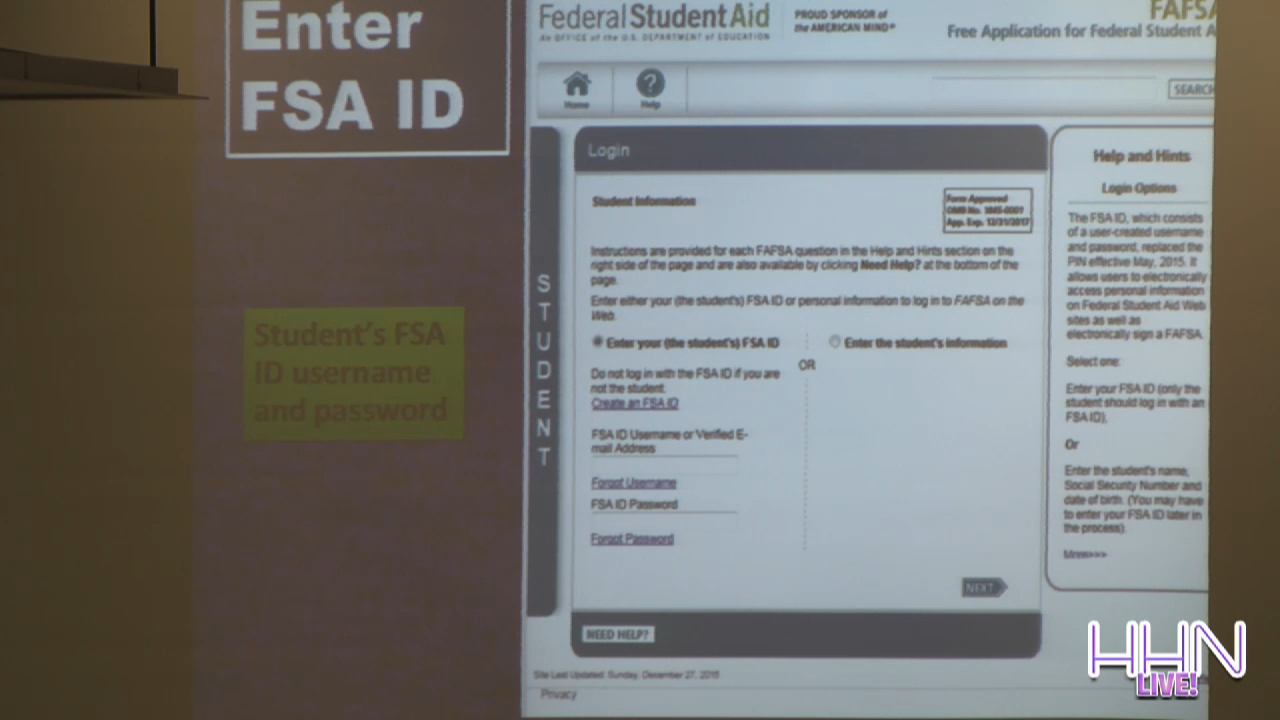 Enter
FSA ID
Student's FSA
ID username
and password
Federal Student Aid
An OFFICE of the U.S. DEPARTMENT of EDUCATION
PROUD SPONSOR of
the AMERICAN MIND®
FAFSA
Free Application for Federal Student A
Home
Help
SEARCH
STUDENT
Login
Student Information
Form Approved
OMB No. 1845-0001
App. Exp. 12/31/2017
Instructions are provided for each FAFSA question in the Help and Hints section on the
right side of the page and are also available by clicking Need Help? at the bottom of the
page.
Enter either your (the student's) FSA ID or personal information to log in to FAFSA on the
Web.
Enter your (the student's) FSA ID
OR
Enter the student's information
Do not log in with the FSA ID if you are
not the student.
Create an FSA ID
FSA ID Username or Verified E-
mail Address
Forgot Username
FSA ID Password
Forgot Password
NEXT
NEED HELP?
Help and Hints
Login Options
The FSA ID, which consists
of a user-created username
and password, replaced the
PIN effective May, 2015. It
allows users to electronically
access personal information
on Federal Student Aid Web
sites as well as
electronically sign a FAFSA.
Select one:
Enter your FSA ID (only the
student should log in with an
FSA ID),
Or
Enter the student's name,
Social Security Number and
date of birth. (You may have
to enter your FSA ID later in
the process).
More>>>
Site Last Updated: Sunday, December 27, 2015
Privacy
HHN
LIVE!